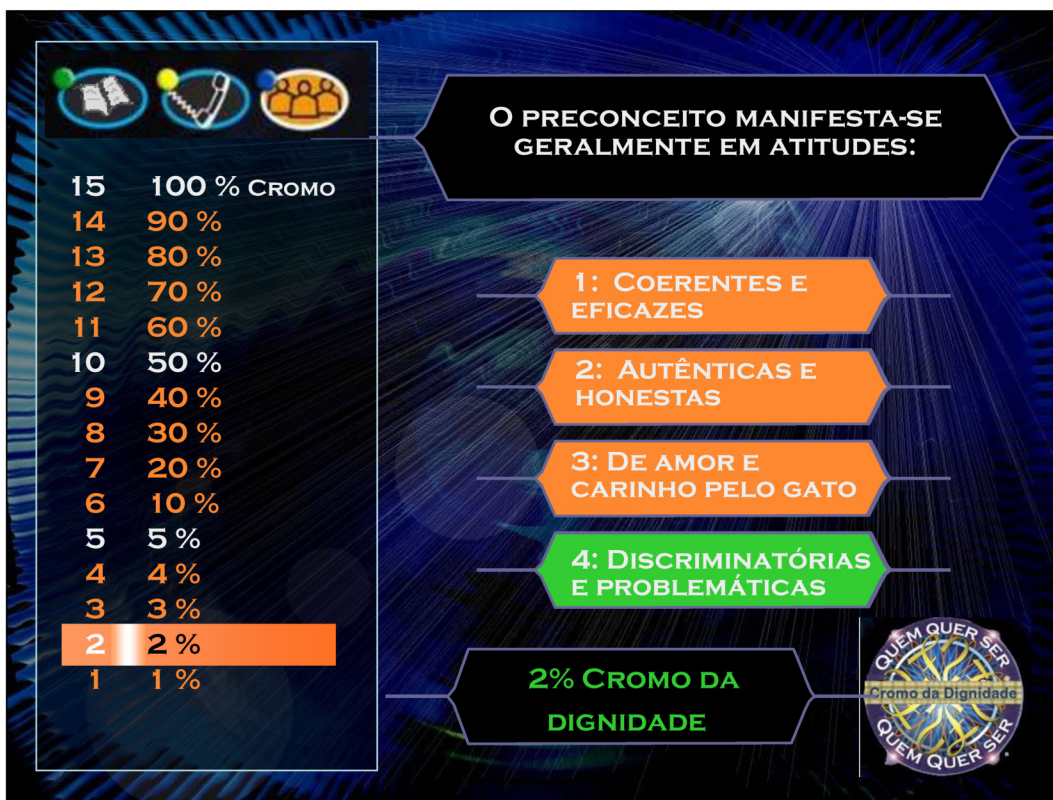 O PRECONCEITO MANIFESTA-SE
GERALMENTE EM ATITUDES:
15 100 % CROMO
14 90 %
13 80 %
12 70 %
11 60 %
10 50 %
9 40 %
8 30 %
7 20 %
6 10 %
5 5 %
4 4 %
3 3 %
2 2 %
1 1 %
1: COERENTES E
EFICAZES
2: AUTÊNTICAS E
HONESTAS
3: DE AMOR E
CARINHO PELO GATO
4: DISCRIMINATÓRIAS
E PROBLEMÁTICAS
2% CROMO DA
DIGNIDADE
QUEM QUER SER
Cromo da Dignidade
QUEM QUER SER